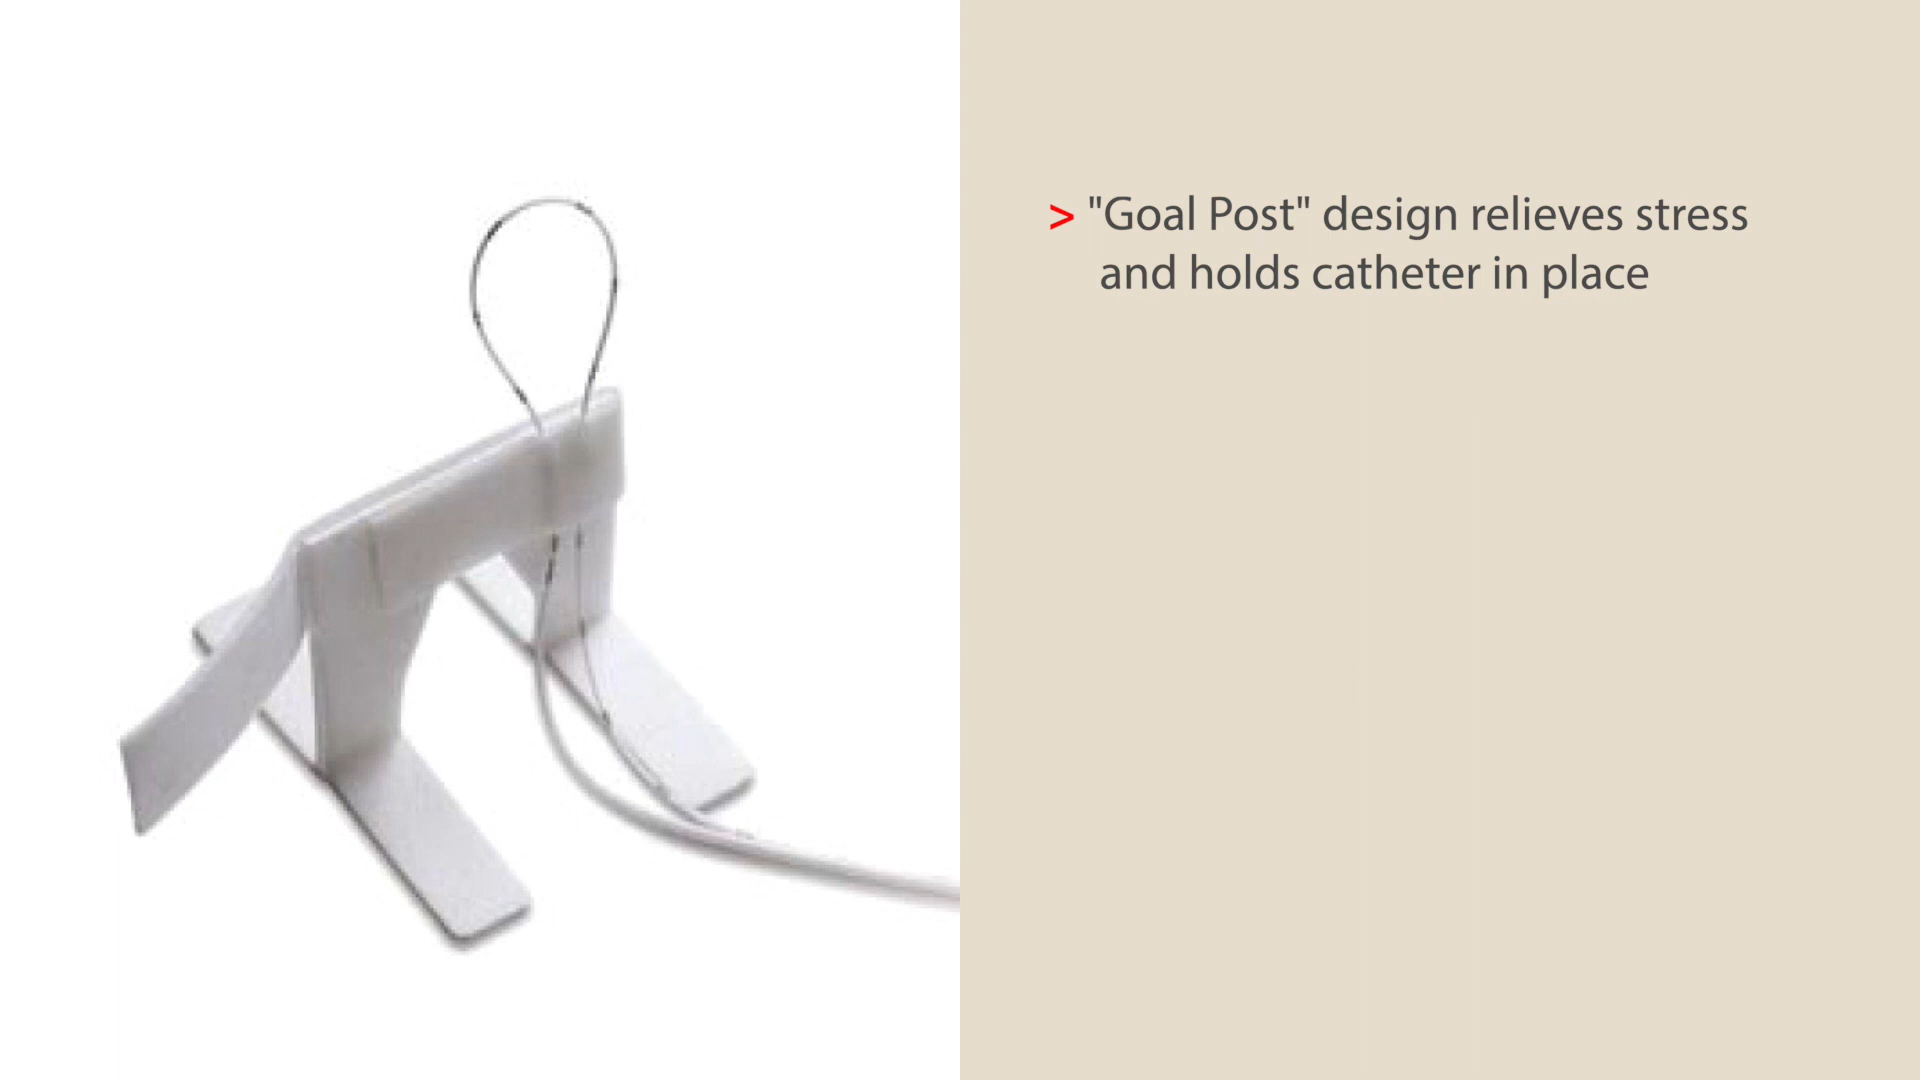 > "Goal Post" design relieves stress
and holds catheter in place